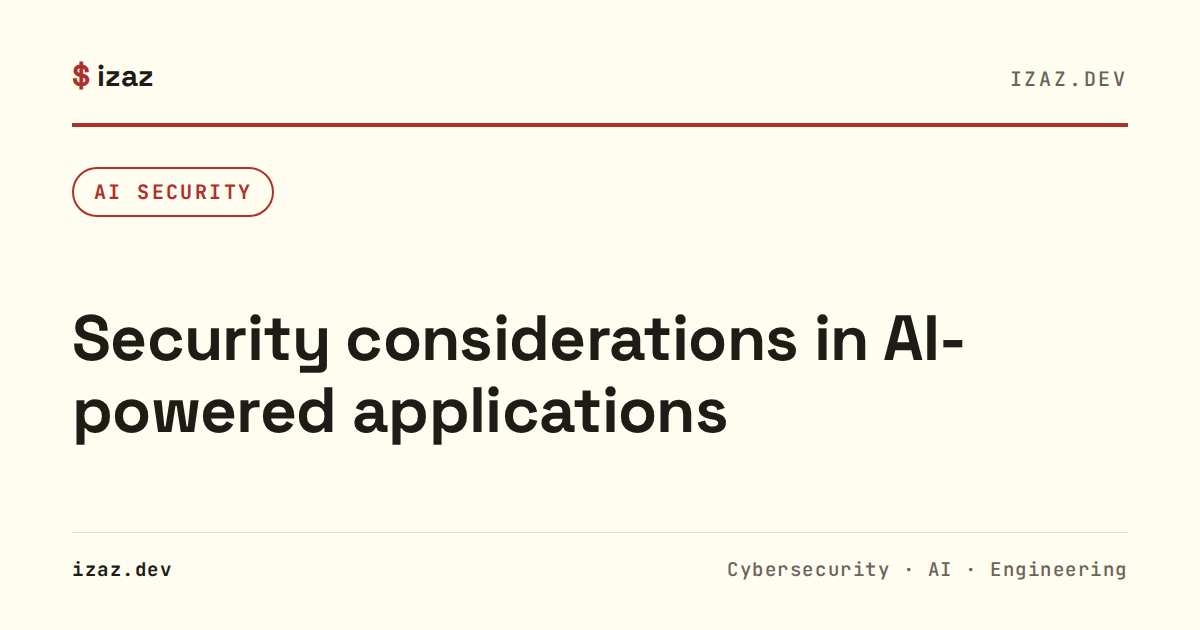 $ izaz
IZAZ.DEV
AI SECURITY
Security considerations in AI-
powered applications
izaz.dev
Cybersecurity · AI · Engineering